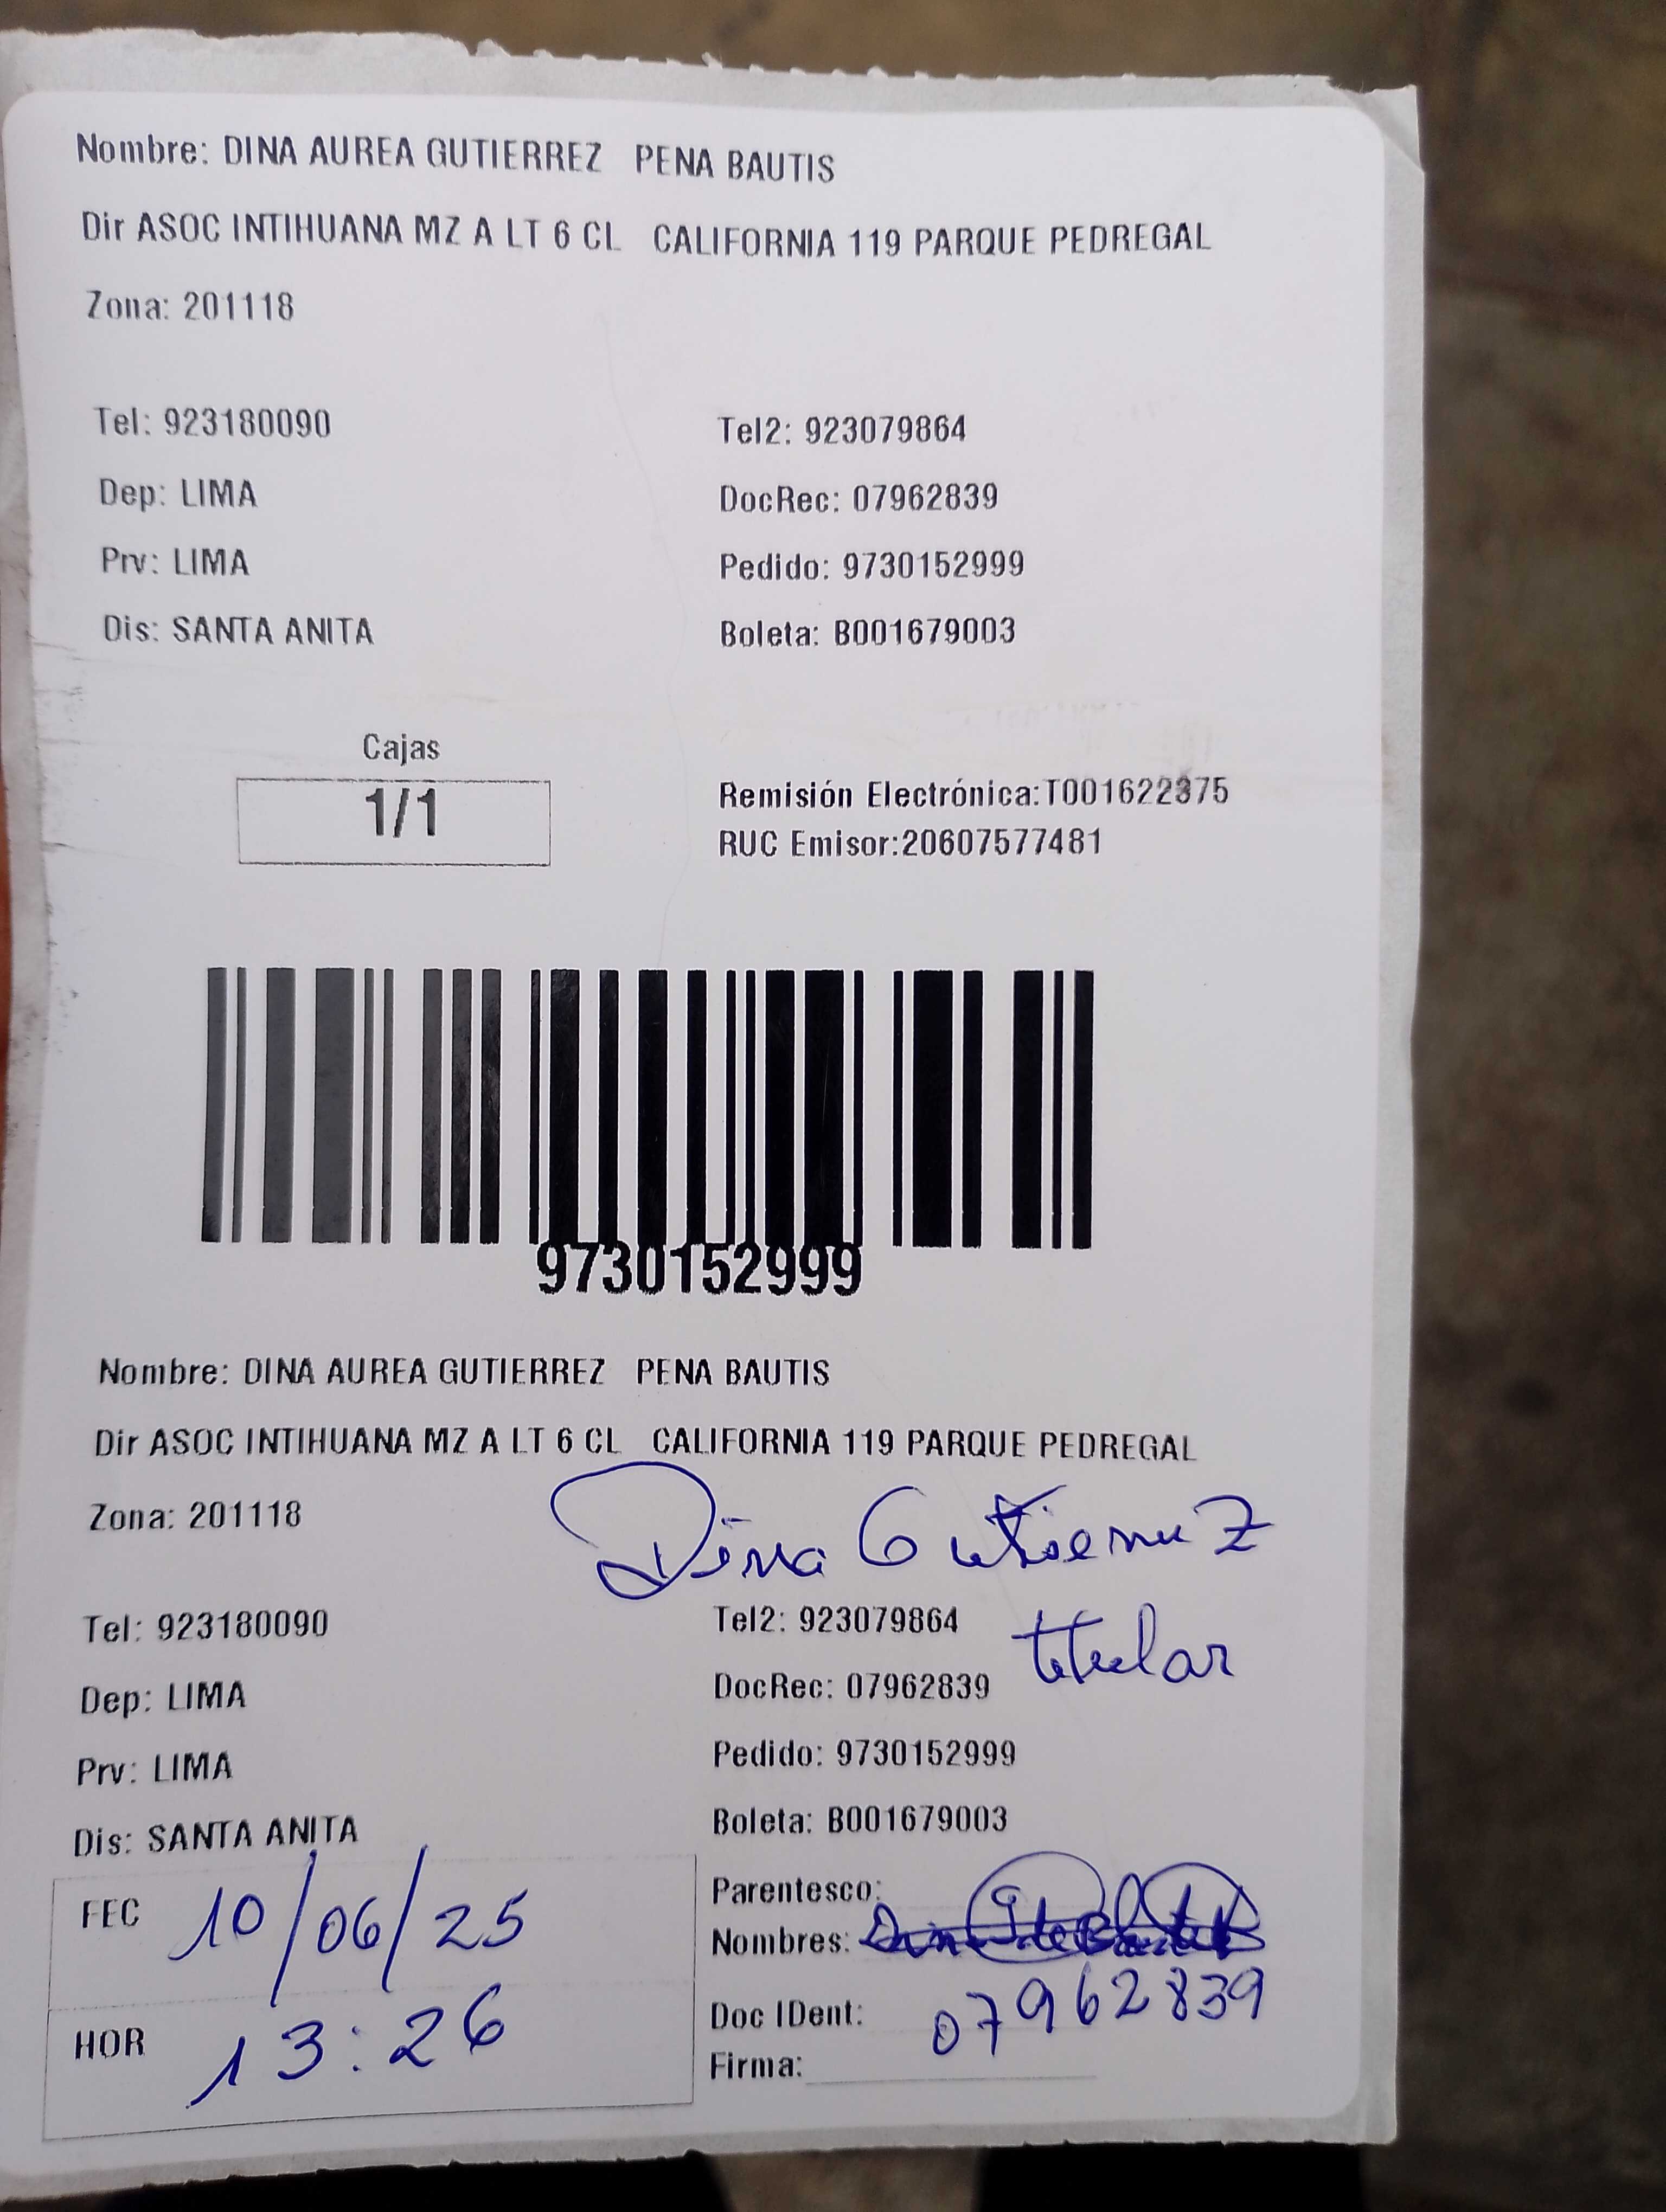 Nombre: DINA AUREA GUTIERREZ PENA BAUTIS
Dir ASOC INTIHUANA MZ A LT 6 CL CALIFORNIA 119 PARQUE PEDREGAL
Zona: 201118
Tel: 923180090 Tel2: 923079864
Dep: LIMA DocRec: 07962839
Prv: LIMA Pedido: 9730152999
Dis: SANTA ANITA Boleta: B001679003
Cajas
1/1
Remisión Electrónica:T001622375
RUC Emisor:20607577481
9730152999
Nombre: DINA AUREA GUTIERREZ PENA BAUTIS
Dir ASOC INTIHUANA MZ A LT 6 CL CALIFORNIA 119 PARQUE PEDREGAL
Zona: 201118
Dina Gutierrez
Tel: 923180090 Tel2: 923079864
titular
Dep: LIMA DocRec: 07962839
Prv: LIMA Pedido: 9730152999
Dis: SANTA ANITA Boleta: B001679003
FEC 10/06/25
HOR 13:26
Parentesco:
Nombres:
Doc IDent: 07962839
Firma: